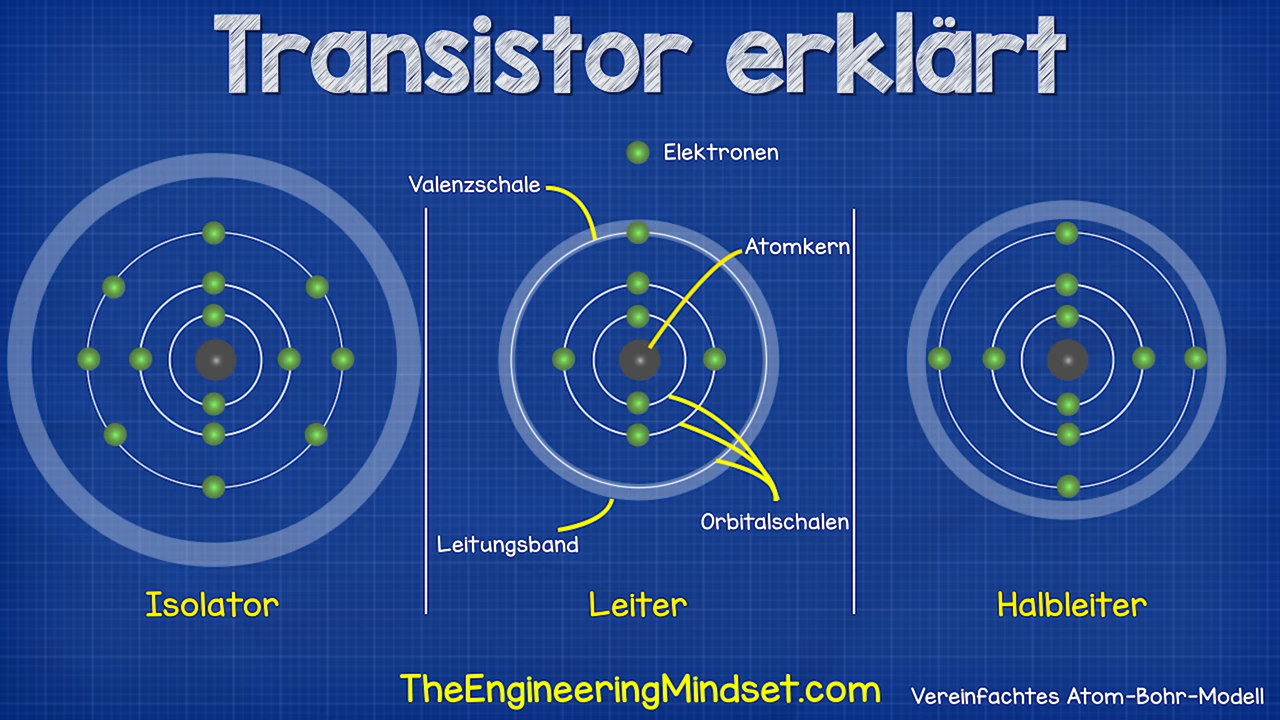 Transistor erklärt
Elektronen
Valenzschale
Atomkern
Orbitalschalen
Leitungsband
Isolator
Leiter
Halbleiter
TheEngineeringMindset.com
Vereinfachtes Atom-Bohr-Modell